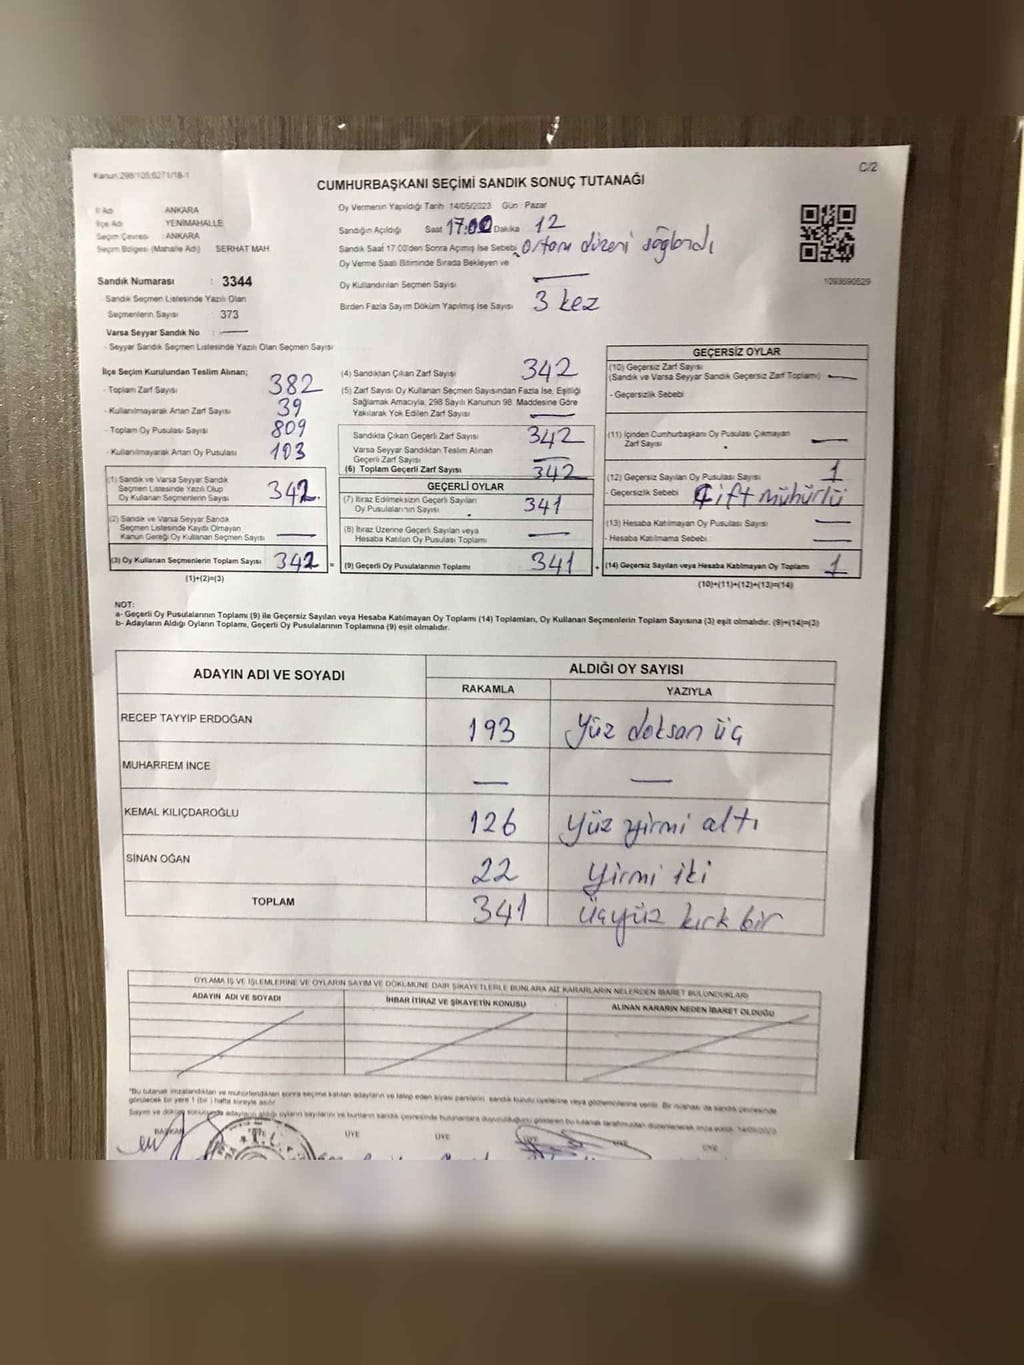 Kanun:298/105;6271/18-1
C/2
CUMHURBAŞKANI SEÇİMİ SANDIK SONUÇ TUTANAĞI
İl Adı ANKARA
İlçe Adı YENİMAHALLE
Seçim Çevresi : ANKARA
Seçim Bölgesi (Mahalle Adı) SERHAT MAH
Sandık Numarası : 3344
Sandık Seçmen Listesinde Yazılı Olan
Seçmenlerin Sayısı : 373
Varsa Seyyar Sandık No : —
- Seyyar Sandık Seçmen Listesinde Yazılı Olan Seçmen Sayısı
Oy Vermenin Yapıldığı Tarih 14/05/2023 Gün : Pazar
Sandığın Açıldığı Saat 17:00 Dakika 12
Sandık Saat 17:00'den Sonra Açımış İse Sebebi Ortam düzeni sağlandı
Oy Verme Saati Bitiminde Sırada Bekleyen ve
Oy Kullandırılan Seçmen Sayısı —
Birden Fazla Sayım Döküm Yapılmış İse Sayısı 3 kez
1093690529
İlçe Seçim Kurulundan Teslim Alınan;
- Toplam Zarf Sayısı 382
- Kullanılmayarak Artan Zarf Sayısı 39
- Toplam Oy Pusulası Sayısı 809
- Kullanılmayarak Artan Oy Pusulası 103
(1) Sandık ve Varsa Seyyar Sandık
Seçmen Listesinde Yazılı Olup
Oy Kullanan Seçmenlerin Sayısı 342
(2) Sandık ve Varsa Seyyar Sandık
Seçmen Listesinde Kayıtlı Olmayan
Kanun Gereği Oy Kullanan Seçmen Sayısı —
(3) Oy Kullanan Seçmenlerin Toplam Sayısı 342 =
(1)+(2)=(3)
(4) Sandıktan Çıkan Zarf Sayısı 342
(5) Zarf Sayısı Oy Kullanan Seçmen Sayısından Fazla İse, Eşitliği
Sağlamak Amacıyla, 298 Sayılı Kanunun 98. Maddesine Göre
Yakılarak Yok Edilen Zarf Sayısı —
Sandıkta Çıkan Geçerli Zarf Sayısı 342
Varsa Seyyar Sandıktan Teslim Alınan
Geçerli Zarf Sayısı —
(6) Toplam Geçerli Zarf Sayısı 342
GEÇERLİ OYLAR
(7) İtiraz Edilmeksizin Geçerli Sayılan
Oy Pusulalarının Sayısı 341
(8) İtiraz Üzerine Geçerli Sayılan veya
Hesaba Katılan Oy Pusulası Toplamı —
(9) Geçerli Oy Pusulalarının Toplamı 341 +
GEÇERSİZ OYLAR
(10) Geçersiz Zarf Sayısı
(Sandık ve Varsa Seyyar Sandık Geçersiz Zarf Toplamı) —
- Geçersizlik Sebebi
(11) İçinden Cumhurbaşkanı Oy Pusulası Çıkmayan
Zarf Sayısı —
(12) Geçersiz Sayılan Oy Pusulası Sayısı 1
- Geçersizlik Sebebi Çift mühürlü
(13) Hesaba Katılmayan Oy Pusulası Sayısı —
- Hesaba Katılmama Sebebi —
(14) Geçersiz Sayılan veya Hesaba Katılmayan Oy Toplamı 1
(10)+(11)+(12)+(13)=(14)
NOT:
a- Geçerli Oy Pusulalarının Toplamı (9) ile Geçersiz Sayılan veya Hesaba Katılmayan Oy Toplamı (14) Toplamları, Oy Kullanan Seçmenlerin Toplam Sayısına (3) eşit olmalıdır. (9)+(14)=(3)
b- Adayların Aldığı Oyların Toplamı, Geçerli Oy Pusulalarının Toplamına (9) eşit olmalıdır.
ADAYIN ADI VE SOYADI ALDIĞI OY SAYISI
RAKAMLA YAZIYLA
RECEP TAYYİP ERDOĞAN 193 Yüz doksan üç
MUHARREM İNCE — —
KEMAL KILIÇDAROĞLU 126 Yüz yirmi altı
SİNAN OĞAN 22 Yirmi iki
TOPLAM 341 Üçyüz kırk bir
OYLAMA İŞ VE İŞLEMLERİNE VE OYLARIN SAYIM VE DÖKÜMÜNE DAİR ŞİKAYETLERLE BUNLARA AİT KARARLARIN NELERDEN İBARET BULUNDUKLARI
ADAYIN ADI VE SOYADI İHBAR İTİRAZ VE ŞİKAYETİN KONUSU ALINAN KARARIN NEDEN İBARET OLDUĞU
*Bu tutanak imzalandıktan ve mühürlendikten sonra seçime katılan adayların ve talep eden siyasi partilerin sandık kurulu üyelerine veya gözlemcilerine verilir. Bir nüshası da sandık çevresinde
görülecek bir yere 1 (bir) hafta süreyle asılır.
Sayım ve döküm sonucunda adayların aldığı oyların sayılarını ve bunların sandık çevresinde bulunanlara duyurulduğunu gösteren bu tutanak tarafımızdan düzenlenerek imza edildi. 14/05/2023
BAŞKAN ÜYE ÜYE ÜYE ÜYE ÜYE